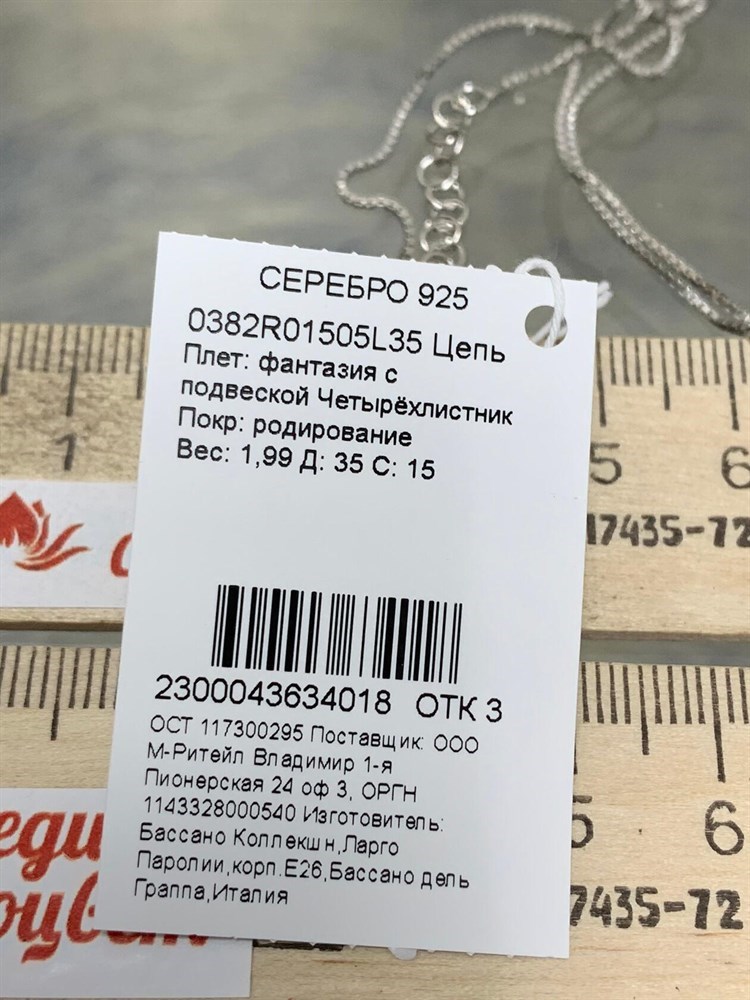 СЕРЕБРО 925
0382R01505L35 Цепь
Плет: фантазия с
подвеской Четырёхлистник
Покр: родирование
Вес: 1,99 Д: 35 С: 15
2300043634018 ОТК 3
ОСТ 117300295 Поставщик: ООО
М-Ритейл Владимир 1-я
Пионерская 24 оф 3, ОРГН
1143328000540 Изготовитель:
Бассано Коллекшн,Ларго
Паролии,корп.Е26,Бассано дель
Граппа,Италия
1
5
6
17435-72
5
6
7435-72